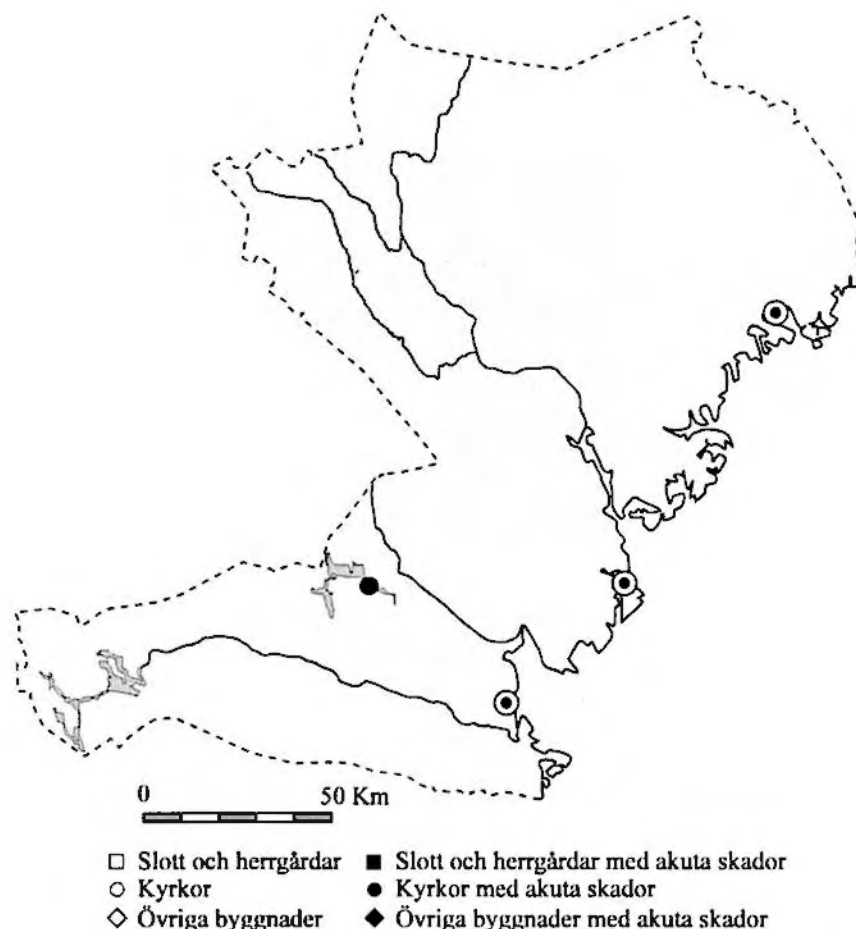 0 50 Km
□ Slott och herrgårdar ■ Slott och herrgårdar med akuta skador
○ Kyrkor ● Kyrkor med akuta skador
◇ Övriga byggnader ◆ Övriga byggnader med akuta skador